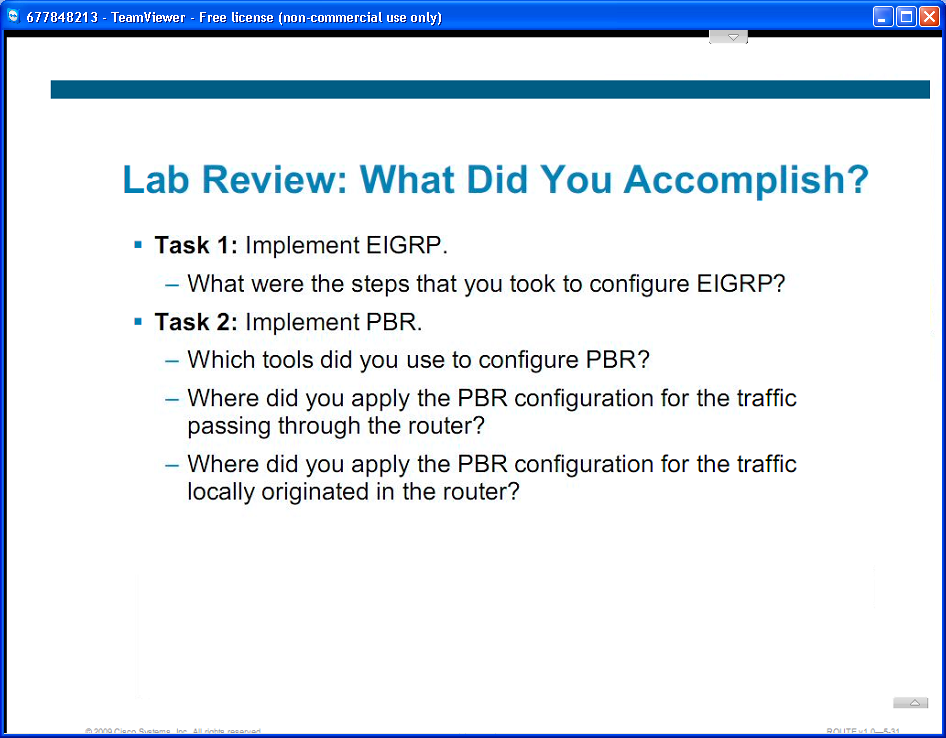 677848213 - TeamViewer - Free license (non-commercial use only)
Lab Review: What Did You Accomplish?
▪ Task 1: Implement EIGRP.
– What were the steps that you took to configure EIGRP?
▪ Task 2: Implement PBR.
– Which tools did you use to configure PBR?
– Where did you apply the PBR configuration for the traffic
passing through the router?
– Where did you apply the PBR configuration for the traffic
locally originated in the router?
© 2009 Cisco Systems, Inc. All rights reserved.
ROUTE v1.0—5-31